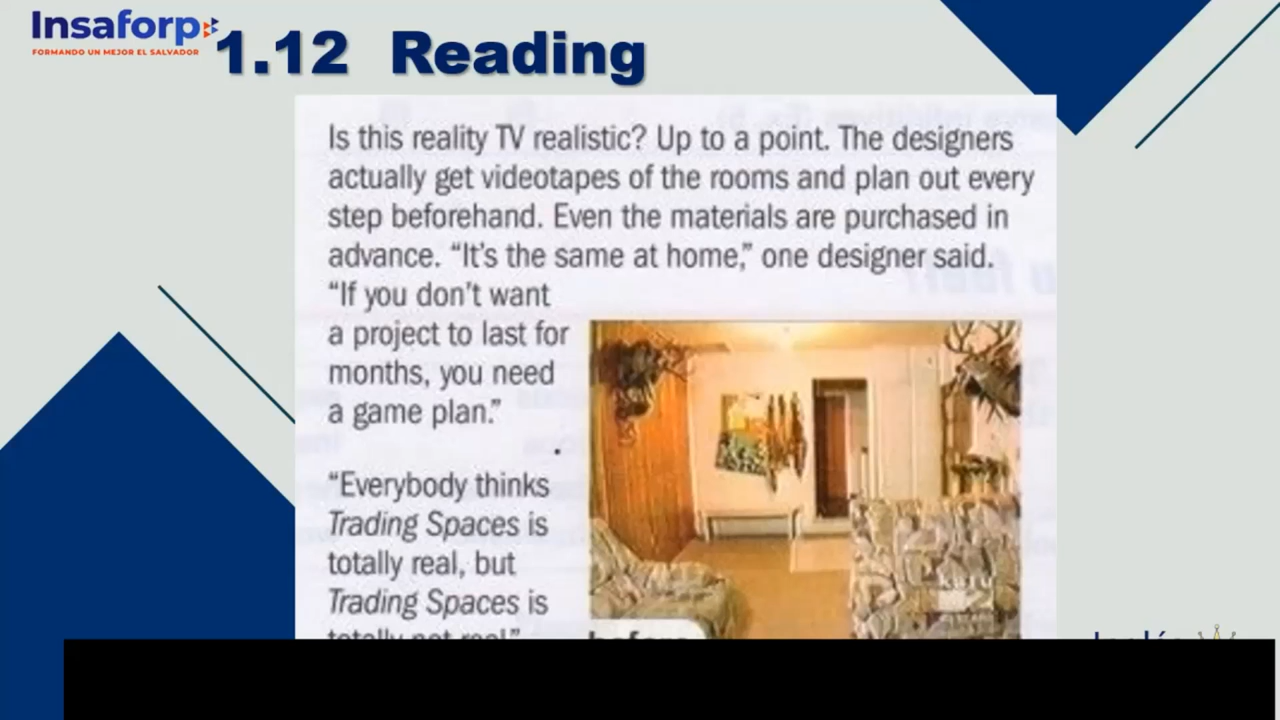 Insaforp
FORMANDO UN MEJOR EL SALVADOR
1.12 Reading
Is this reality TV realistic? Up to a point. The designers
actually get videotapes of the rooms and plan out every
step beforehand. Even the materials are purchased in
advance. “It’s the same at home,” one designer said.
“If you don’t want
a project to last for
months, you need
a game plan.”
“Everybody thinks
Trading Spaces is
totally real, but
Trading Spaces is
totally not real.”